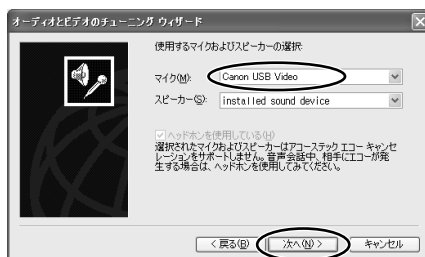 オーディオとビデオのチューニング ウィザード
使用するマイクおよびスピーカーの選択:
マイク(M):
Canon USB Video
スピーカー(S):
installed sound device
ヘッドホンを使用している(H)
選択されたマイクおよびスピーカーはアコーステック エコー キャンセ
レーションをサポートしません。音声会話中、相手にエコーが発
生する場合は、ヘッドホンを使用してみてください。
< 戻る(B)
次へ(N) >
キャンセル